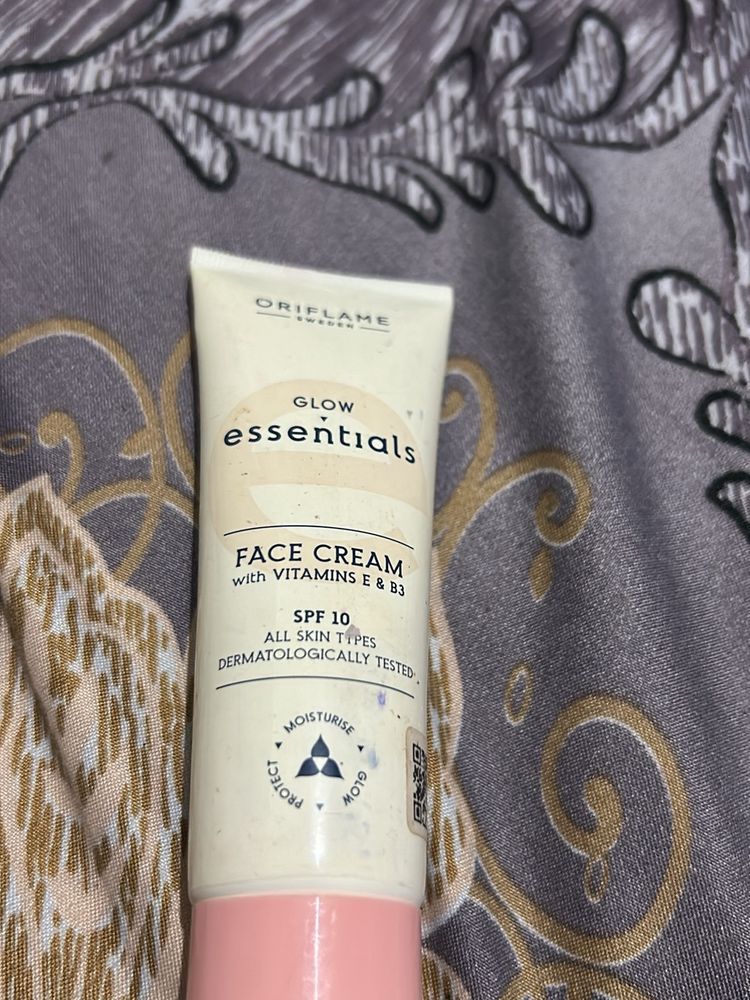 ORIFLAME
SWEDEN
GLOW
essentials
FACE CREAM
with VITAMINS E & B3
SPF 10
ALL SKIN TYPES
DERMATOLOGICALLY TESTED
MOISTURISE
GLOW
PROTECT